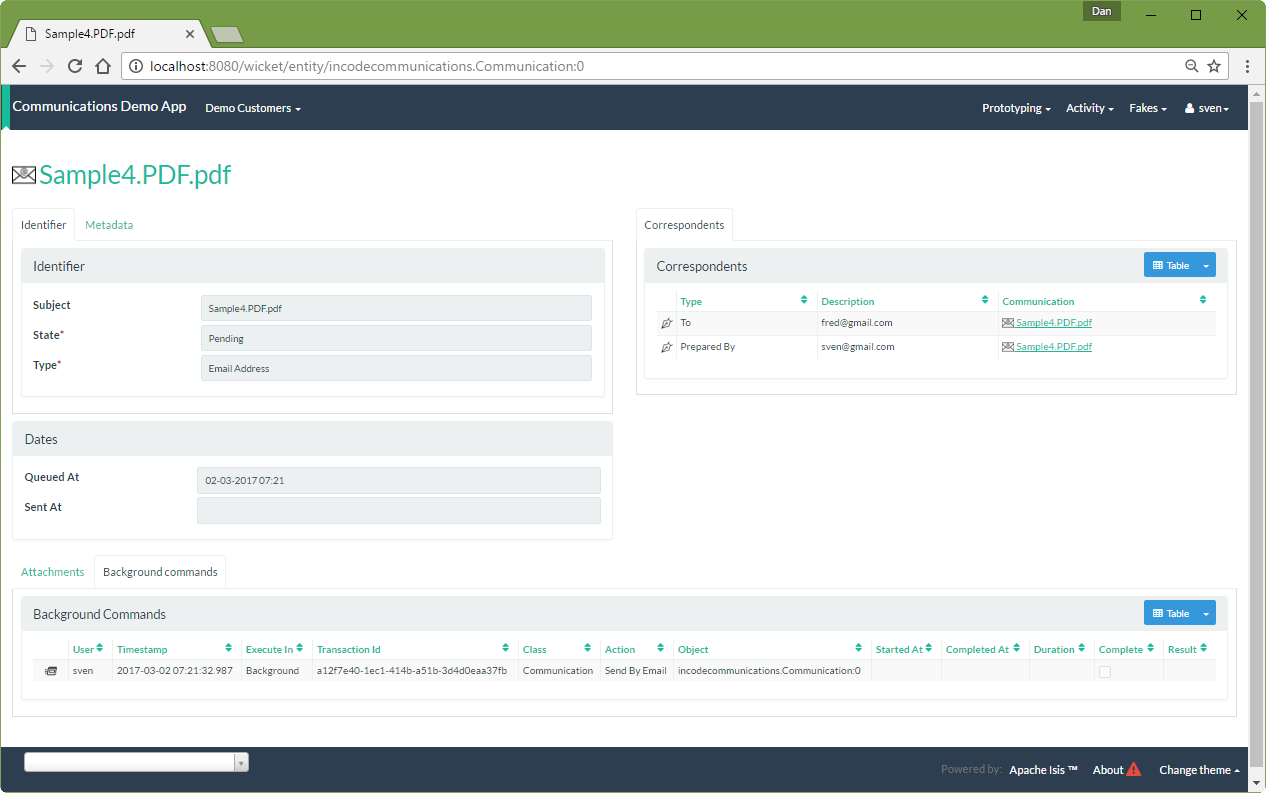 Dan
Sample4.PDF.pdf
localhost:8080/wicket/entity/incodecommunications.Communication:0
Communications Demo App Demo Customers Prototyping Activity Fakes sven
Sample4.PDF.pdf
Identifier Metadata
Identifier
Subject Sample4.PDF.pdf
State* Pending
Type* Email Address
Correspondents
Correspondents Table
Type Description Communication
To fred@gmail.com Sample4.PDF.pdf
Prepared By sven@gmail.com Sample4.PDF.pdf
Dates
Queued At 02-03-2017 07:21
Sent At
Attachments Background commands
Background Commands Table
User Timestamp Execute In Transaction Id Class Action Object Started At Completed At Duration Complete Result
sven 2017-03-02 07:21:32.987 Background a12f7e40-1ec1-414b-a51b-3d4d0eaa37fb Communication Send By Email incodecommunications.Communication:0
Powered by: Apache Isis ™ About Change theme